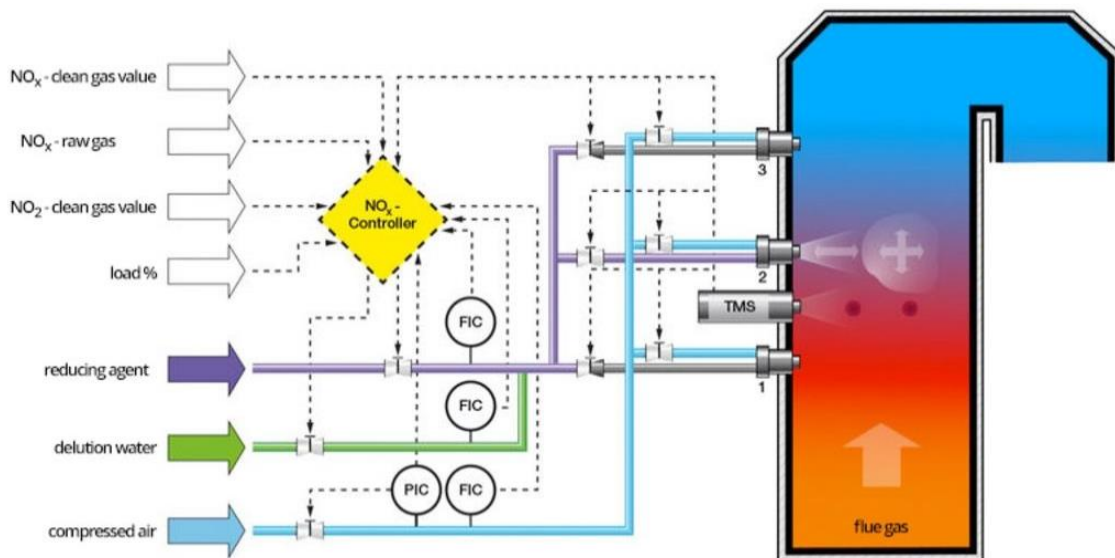 NOx - clean gas value
NOx - raw gas
NO2 - clean gas value
load %
NOx -
Controller
reducing agent
delution water
compressed air
FIC
FIC
PIC
FIC
3
2
TMS
1
flue gas